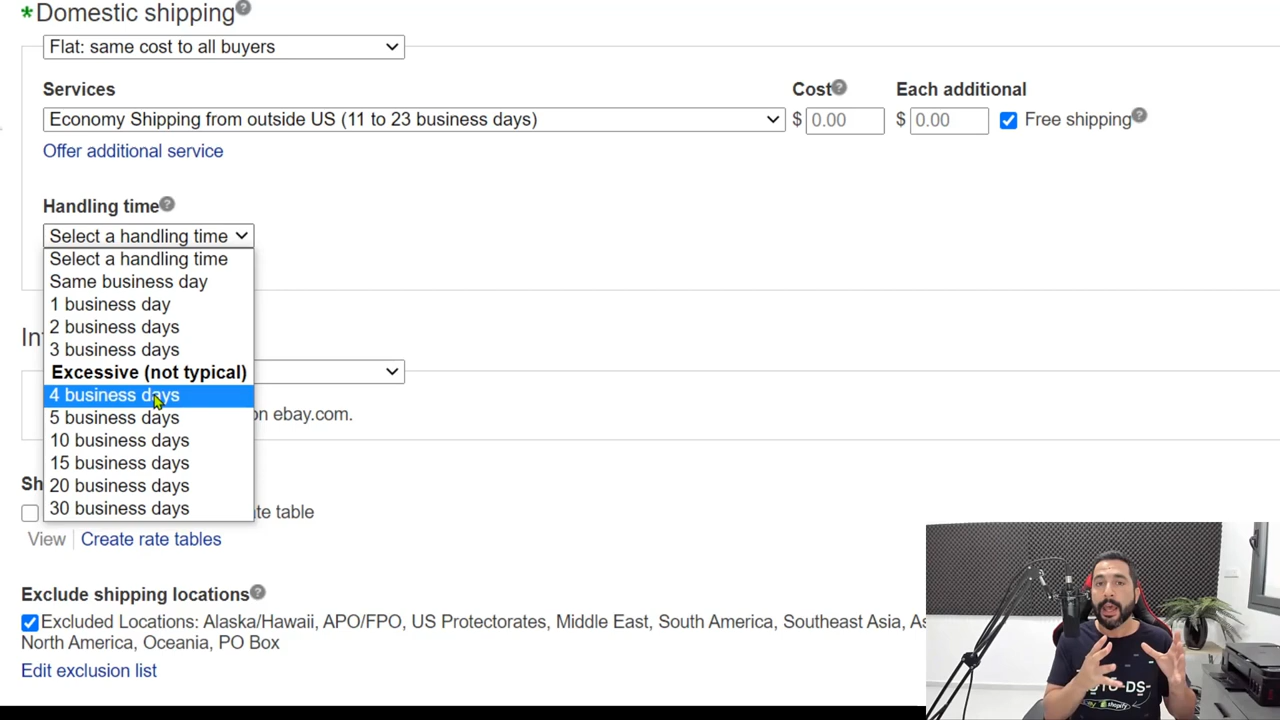 *Domestic shipping
Flat: same cost to all buyers
Services
Cost
Each additional
Economy Shipping from outside US (11 to 23 business days)
$ 0.00
$ 0.00
Free shipping
Offer additional service
Handling time
Select a handling time
Select a handling time
Same business day
1 business day
2 business days
3 business days
Excessive (not typical)
4 business days
5 business days
10 business days
15 business days
20 business days
30 business days
on ebay.com.
View
Create rate tables
Exclude shipping locations
Excluded Locations: Alaska/Hawaii, APO/FPO, US Protectorates, Middle East, South America, Southeast Asia,
North America, Oceania, PO Box
Edit exclusion list
shopify